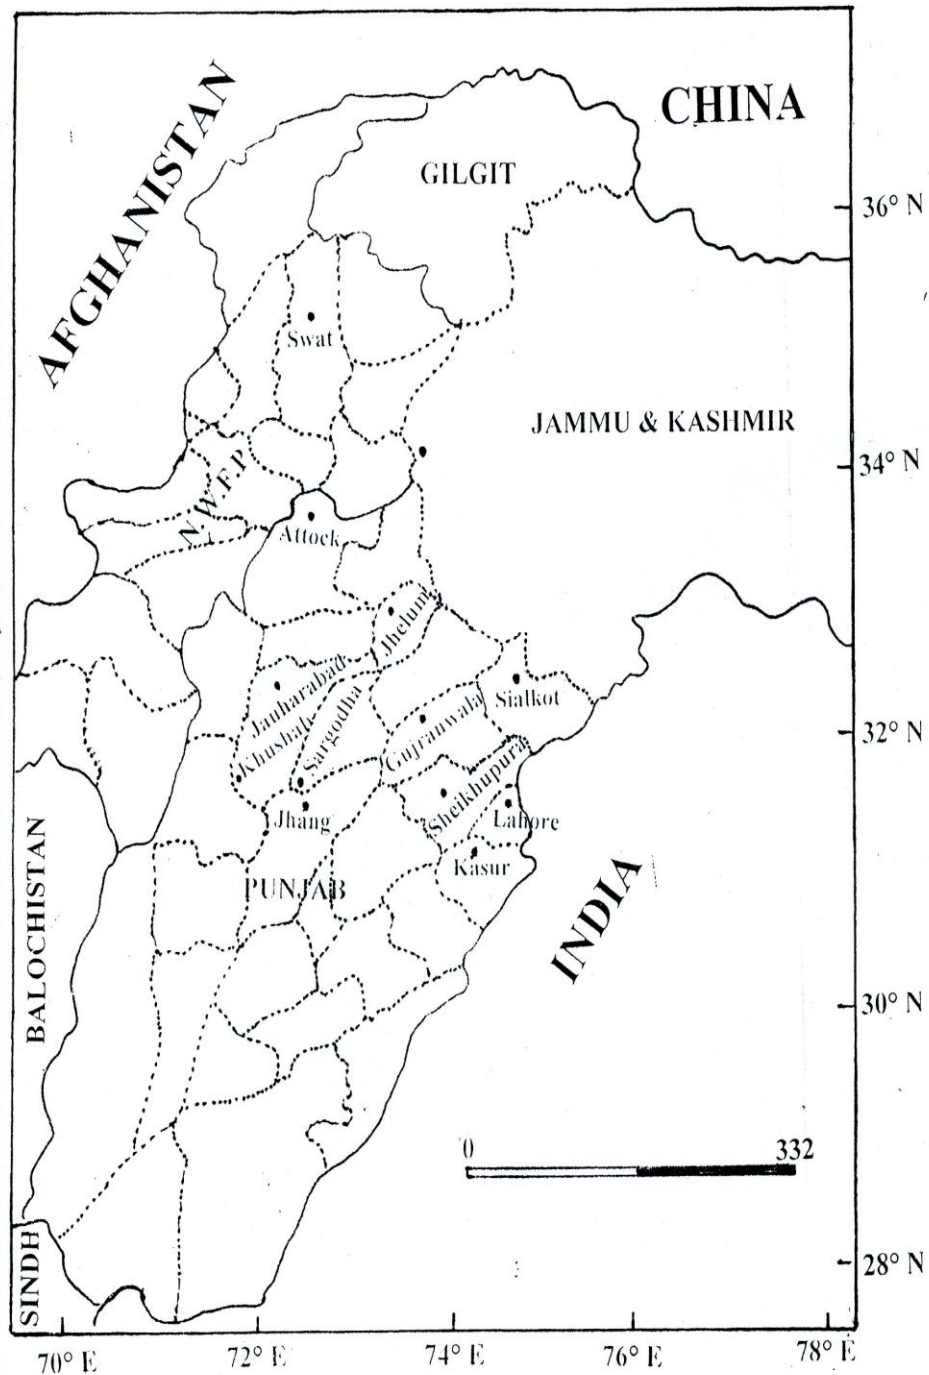 CHINA
AFGHANISTAN
GILGIT
36° N
Swat
JAMMU & KASHMIR
34° N
N.W.F.P
Attock
Jhelum
Jauharabad
Khushab
Sargodha
Gujranwala
Sialkot
32° N
Sheikhupura
Jhang
Lahore
Kasur
PUNJAB
BALOCHISTAN
INDIA
30° N
0 332
28° N
SINDH
70° E 72° E 74° E 76° E 78° E